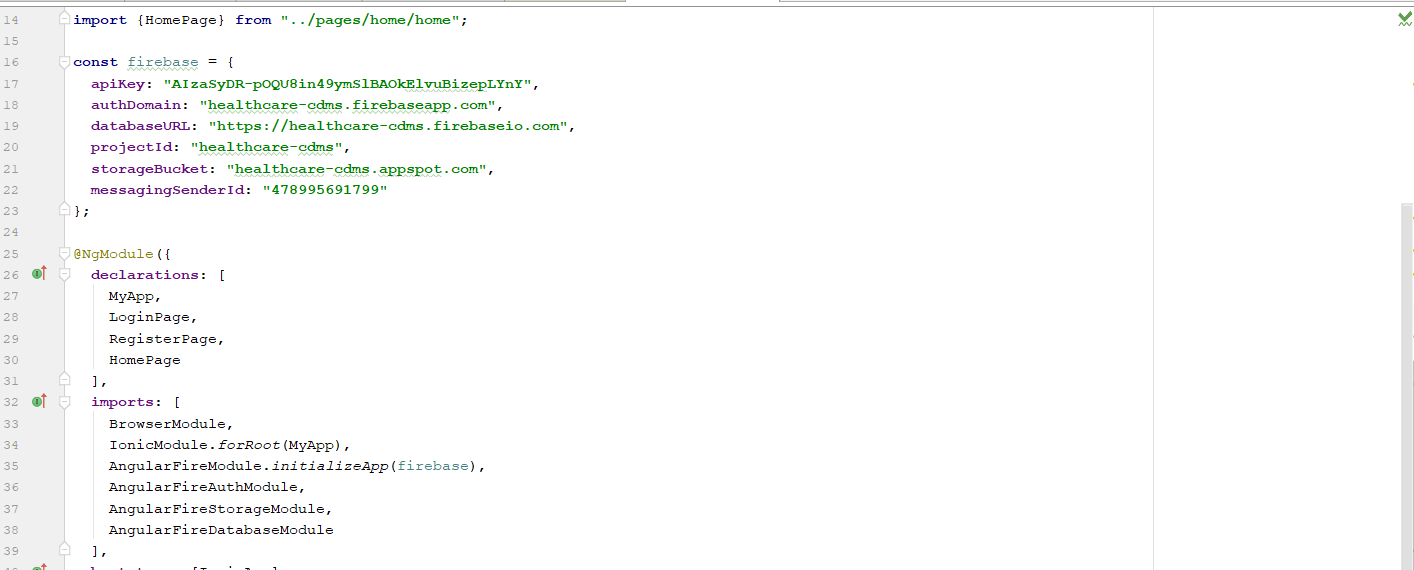 14 import {HomePage} from "../pages/home/home";
15
16 const firebase = {
17 apiKey: "AIzaSyDR-pOQU8in49ymSlBAOkElvuBizepLYnY",
18 authDomain: "healthcare-cdms.firebaseapp.com",
19 databaseURL: "https://healthcare-cdms.firebaseio.com",
20 projectId: "healthcare-cdms",
21 storageBucket: "healthcare-cdms.appspot.com",
22 messagingSenderId: "478995691799"
23 };
24
25 @NgModule({
26 declarations: [
27 MyApp,
28 LoginPage,
29 RegisterPage,
30 HomePage
31 ],
32 imports: [
33 BrowserModule,
34 IonicModule.forRoot(MyApp),
35 AngularFireModule.initializeApp(firebase),
36 AngularFireAuthModule,
37 AngularFireStorageModule,
38 AngularFireDatabaseModule
39 ],